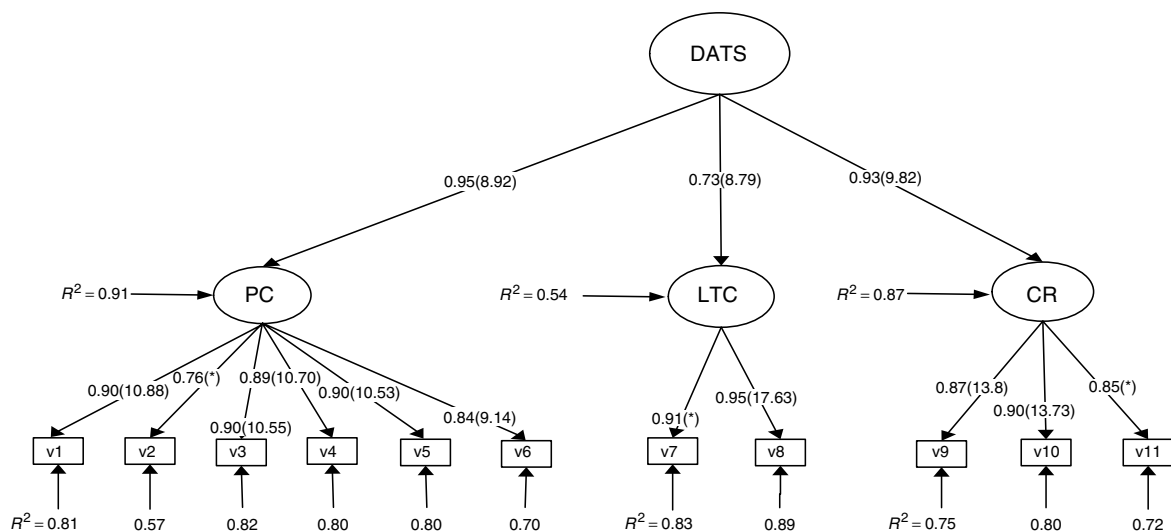 DATS
0.95(8.92)
0.73(8.79)
0.93(9.82)
R² = 0.91
PC
R² = 0.54
LTC
R² = 0.87
CR
0.90(10.88)
0.76(*)
0.89(10.70)
0.90(10.53)
0.84(9.14)
0.90(10.55)
0.91(*)
0.95(17.63)
0.87(13.8)
0.90(13.73)
0.85(*)
v1
v2
v3
v4
v5
v6
v7
v8
v9
v10
v11
R² = 0.81
0.57
0.82
0.80
0.80
0.70
R² = 0.83
0.89
R² = 0.75
0.80
0.72